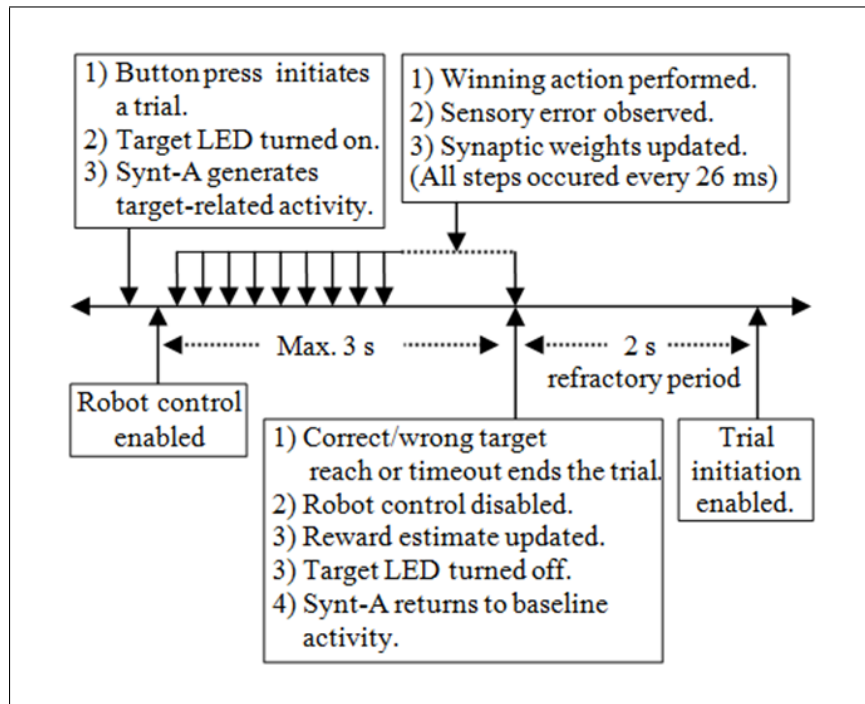 1) Button press initiates
a trial.
2) Target LED turned on.
3) Synt-A generates
target-related activity.
1) Winning action performed.
2) Sensory error observed.
3) Synaptic weights updated.
(All steps occured every 26 ms)
Max. 3 s
2 s
refractory period
Robot control
enabled
1) Correct/wrong target
reach or timeout ends the trial.
2) Robot control disabled.
3) Reward estimate updated.
3) Target LED turned off.
4) Synt-A returns to baseline
activity.
Trial
initiation
enabled.